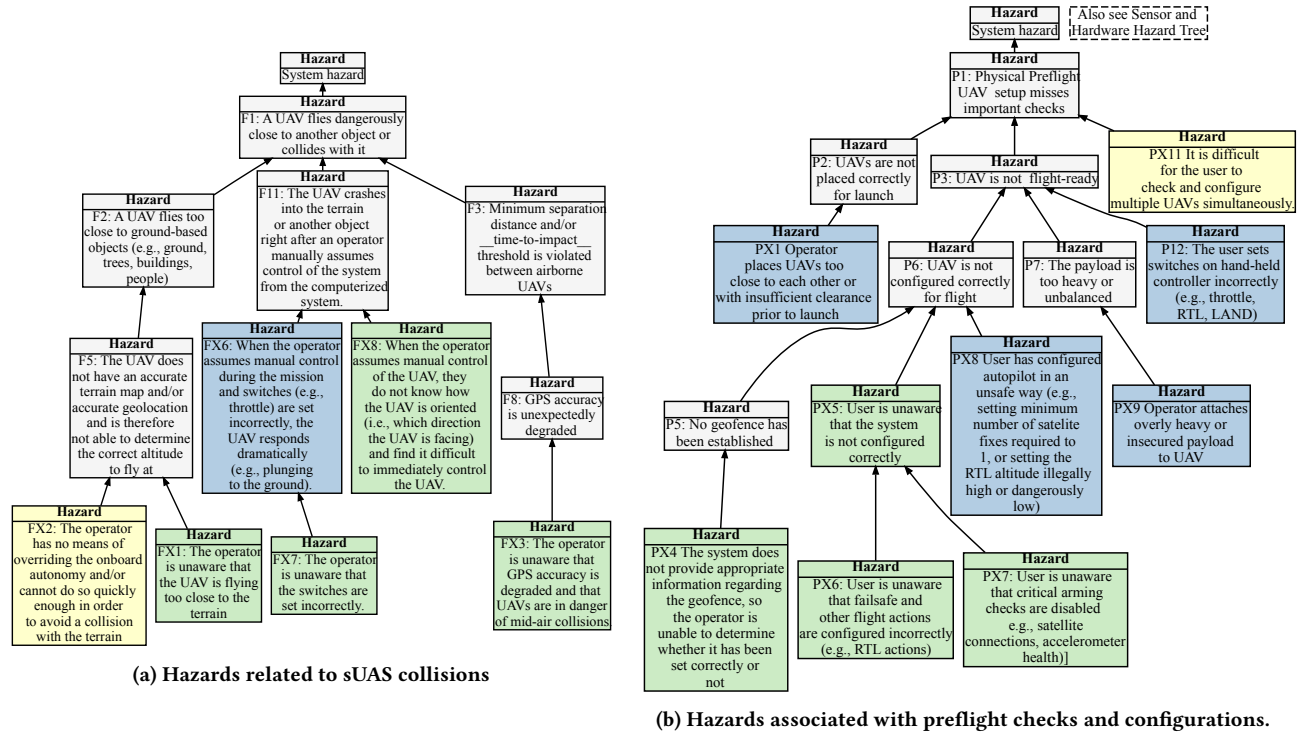 Hazard
System hazard
Hazard
F1: A UAV flies dangerously
close to another object or
collides with it
Hazard
F2: A UAV flies too
close to ground-based
objects (e.g., ground,
trees, buildings,
people)
Hazard
F11: The UAV crashes
into the terrain
or another object
right after an operator
manually assumes
control of the system
from the computerized
system.
Hazard
F3: Minimum separation
distance and/or
__time-to-impact__
threshold is violated
between airborne
UAVs
Hazard
F5: The UAV does
not have an accurate
terrain map and/or
accurate geolocation
and is therefore
not able to determine
the correct altitude
to fly at
Hazard
FX6: When the operator
assumes manual control
during the mission
and switches (e.g.,
throttle) are set
incorrectly, the
UAV responds
dramatically
(e.g., plunging
to the ground).
Hazard
FX8: When the operator
assumes manual control
of the UAV, they
do not know how
the UAV is oriented
(i.e., which direction
the UAV is facing)
and find it difficult
to immediately control
the UAV.
Hazard
F8: GPS accuracy
is unexpectedly
degraded
Hazard
FX2: The operator
has no means of
overriding the onboard
autonomy and/or
cannot do so quickly
enough in order
to avoid a collision
with the terrain
Hazard
FX1: The operator
is unaware that
the UAV is flying
too close to the
terrain
Hazard
FX7: The operator
is unaware that
the switches are
set incorrectly.
Hazard
FX3: The operator
is unaware that
GPS accuracy is
degraded and that
UAVs are in danger
of mid-air collisions
(a) Hazards related to sUAS collisions
Hazard
System hazard
Also see Sensor and
Hardware Hazard Tree
Hazard
P1: Physical Preflight
UAV setup misses
important checks
Hazard
P2: UAVs are not
placed correctly
for launch
Hazard
P3: UAV is not flight-ready
Hazard
PX11 It is difficult
for the user to
check and configure
multiple UAVs simultaneously.
Hazard
PX1 Operator
places UAVs too
close to each other or
with insufficient clearance
prior to launch
Hazard
P6: UAV is not
configured correctly
for flight
Hazard
P7: The payload is
too heavy or
unbalanced
Hazard
P12: The user sets
switches on hand-held
controller incorrectly
(e.g., throttle,
RTL, LAND)
Hazard
P5: No geofence has
been established
Hazard
PX5: User is unaware
that the system
is not configured
correctly
Hazard
PX8 User has configured
autopilot in an
unsafe way (e.g.,
setting minimum
number of satelite
fixes required to
1, or setting the
RTL altitude illegally
high or dangerously
low)
Hazard
PX9 Operator attaches
overly heavy or
insecured payload
to UAV
Hazard
PX4 The system does
not provide appropriate
information regarding
the geofence, so
the operator is
unable to determine
whether it has been
set correctly or
not
Hazard
PX6: User is unaware
that failsafe and
other flight actions
are configured incorrectly
(e.g., RTL actions)
Hazard
PX7: User is unaware
that critical arming
checks are disabled
e.g., satellite
connections, accelerometer
health)]
(b) Hazards associated with preflight checks and configurations.